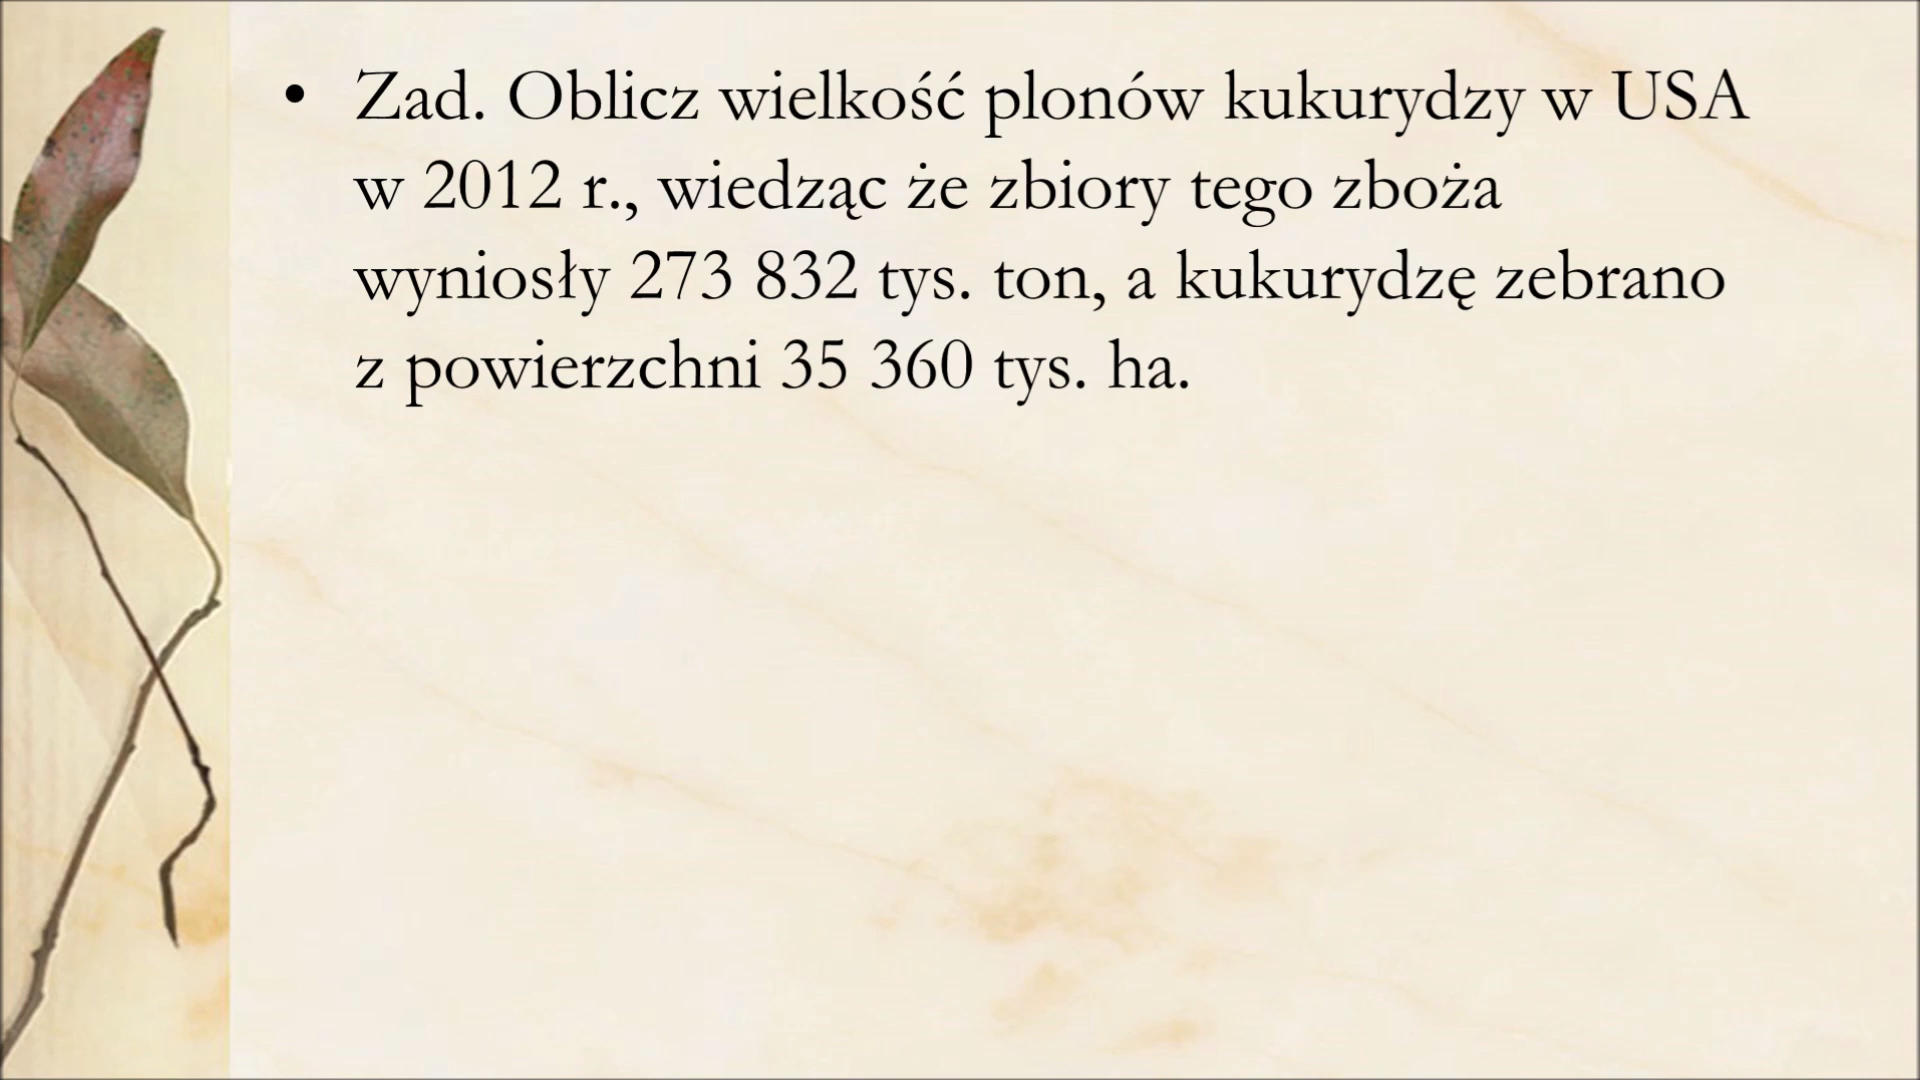 • Zad. Oblicz wielkość plonów kukurydzy w USA
w 2012 r., wiedząc że zbiory tego zboża
wyniosły 273 832 tys. ton, a kukurydzę zebrano
z powierzchni 35 360 tys. ha.